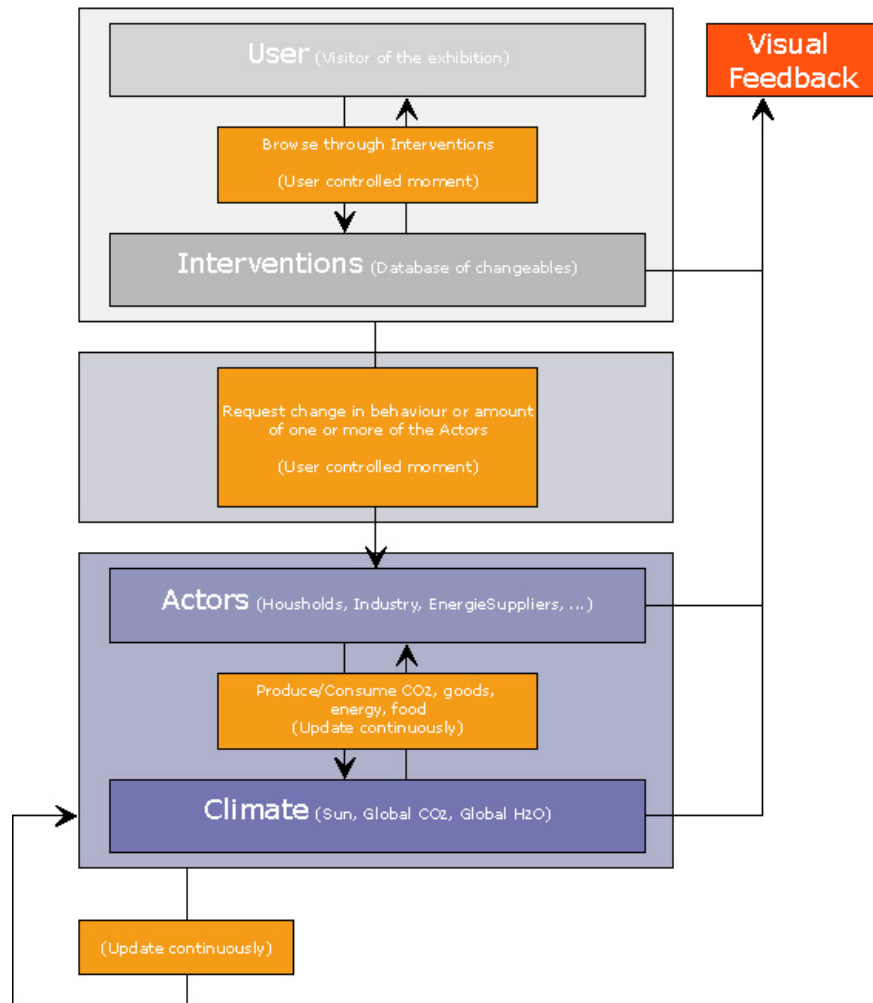 User (Visitor of the exhibition)
Visual
Feedback
Browse through Interventions
(User controlled moment)
Interventions (Database of changeables)
Request change in behaviour or amount
of one or more of the Actors
(User controlled moment)
Actors (Housholds, Industry, EnergieSuppliers, ...)
Produce/Consume CO2, goods,
energy, food
(Update continuously)
Climate (Sun, Global CO2, Global H2O)
(Update continuously)